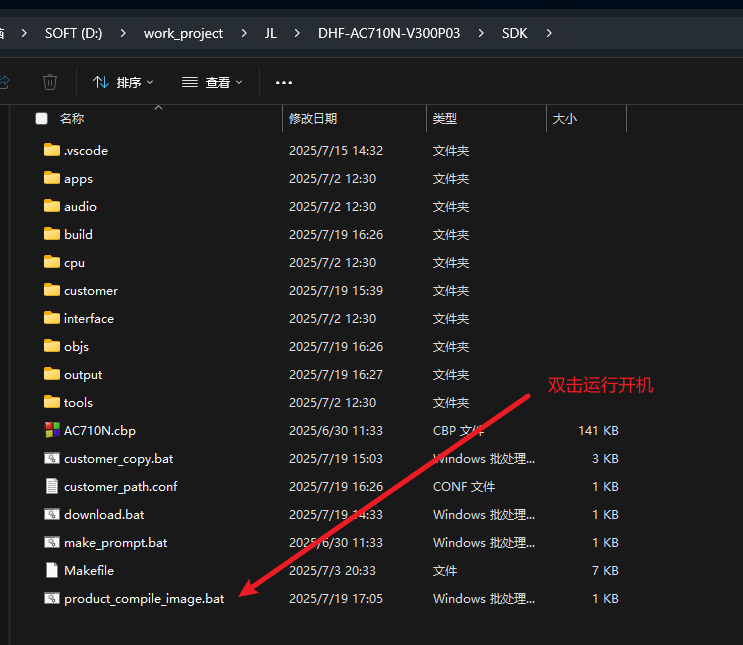 SOFT (D:) > work_project > JL > DHF-AC710N-V300P03 > SDK >
排序 查看 ...
名称 修改日期 类型 大小
.vscode 2025/7/15 14:32 文件夹
apps 2025/7/2 12:30 文件夹
audio 2025/7/2 12:30 文件夹
build 2025/7/19 16:26 文件夹
cpu 2025/7/2 12:30 文件夹
customer 2025/7/19 15:39 文件夹
interface 2025/7/2 12:30 文件夹
objs 2025/7/19 16:26 文件夹
output 2025/7/19 16:27 文件夹
双击运行开机
tools 2025/7/2 12:30 文件夹
AC710N.cbp 2025/6/30 11:33 CBP 文件 141 KB
customer_copy.bat 2025/7/19 15:03 Windows 批处理... 3 KB
customer_path.conf 2025/7/19 16:26 CONF 文件 1 KB
download.bat 2025/7/19 14:33 Windows 批处理... 1 KB
make_prompt.bat 2025/6/30 11:33 Windows 批处理... 1 KB
Makefile 2025/7/3 20:33 文件 7 KB
product_compile_image.bat 2025/7/19 17:05 Windows 批处理... 1 KB